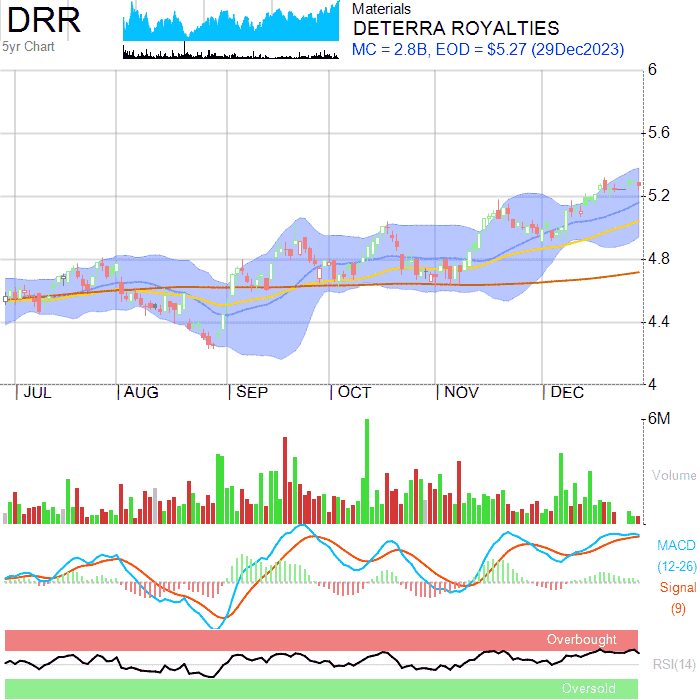 DRR
5yr Chart
Materials
DETERRA ROYALTIES
MC = 2.8B, EOD = $5.27 (29Dec2023)
6
5.6
5.2
4.8
4.4
4
JUL AUG SEP OCT NOV DEC
6M
Volume
MACD
(12-26)
Signal
(9)
Overbought
RSI(14)
Oversold